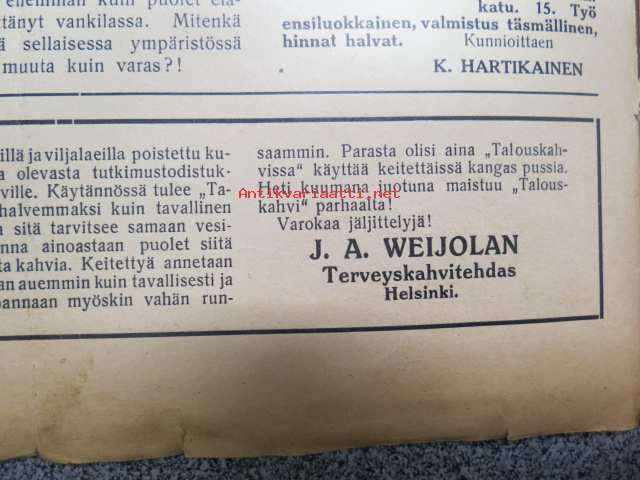 enemmän kuin puolet elä-
tänyt vankilassa. Mitenkä
ä sellaisessa ympäristössä
muuta kuin varas?!
katu. 15. Työ
ensiluokkainen, valmistus täsmällinen,
hinnat halvat. Kunnioittaen
K. HARTIKAINEN
illä ja viljalaeilla poistettu ku-
a olevasta tutkimustodistuk-
ville. Käytännössä tulee „Ta-
halvemmaksi kuin tavallinen
a sitä tarvitsee samaan vesi-
nna ainoastaan puolet siitä
ta kahvia. Keitettyä annetaan
an auemmin kuin tavallisesti ja
pannaan myöskin vahän run-
saammin. Parasta olisi aina „Talouskah-
vissa" käyttää keitettäissä kangas pussia.
Heti kuumana juotuna maistuu „Talous-
kahvi" parhaalta!
Varokaa jäljittelyjä!
J. A. WEIJOLAN
Terveyskahvitehdas
Helsinki.
Antikvariaatti.net